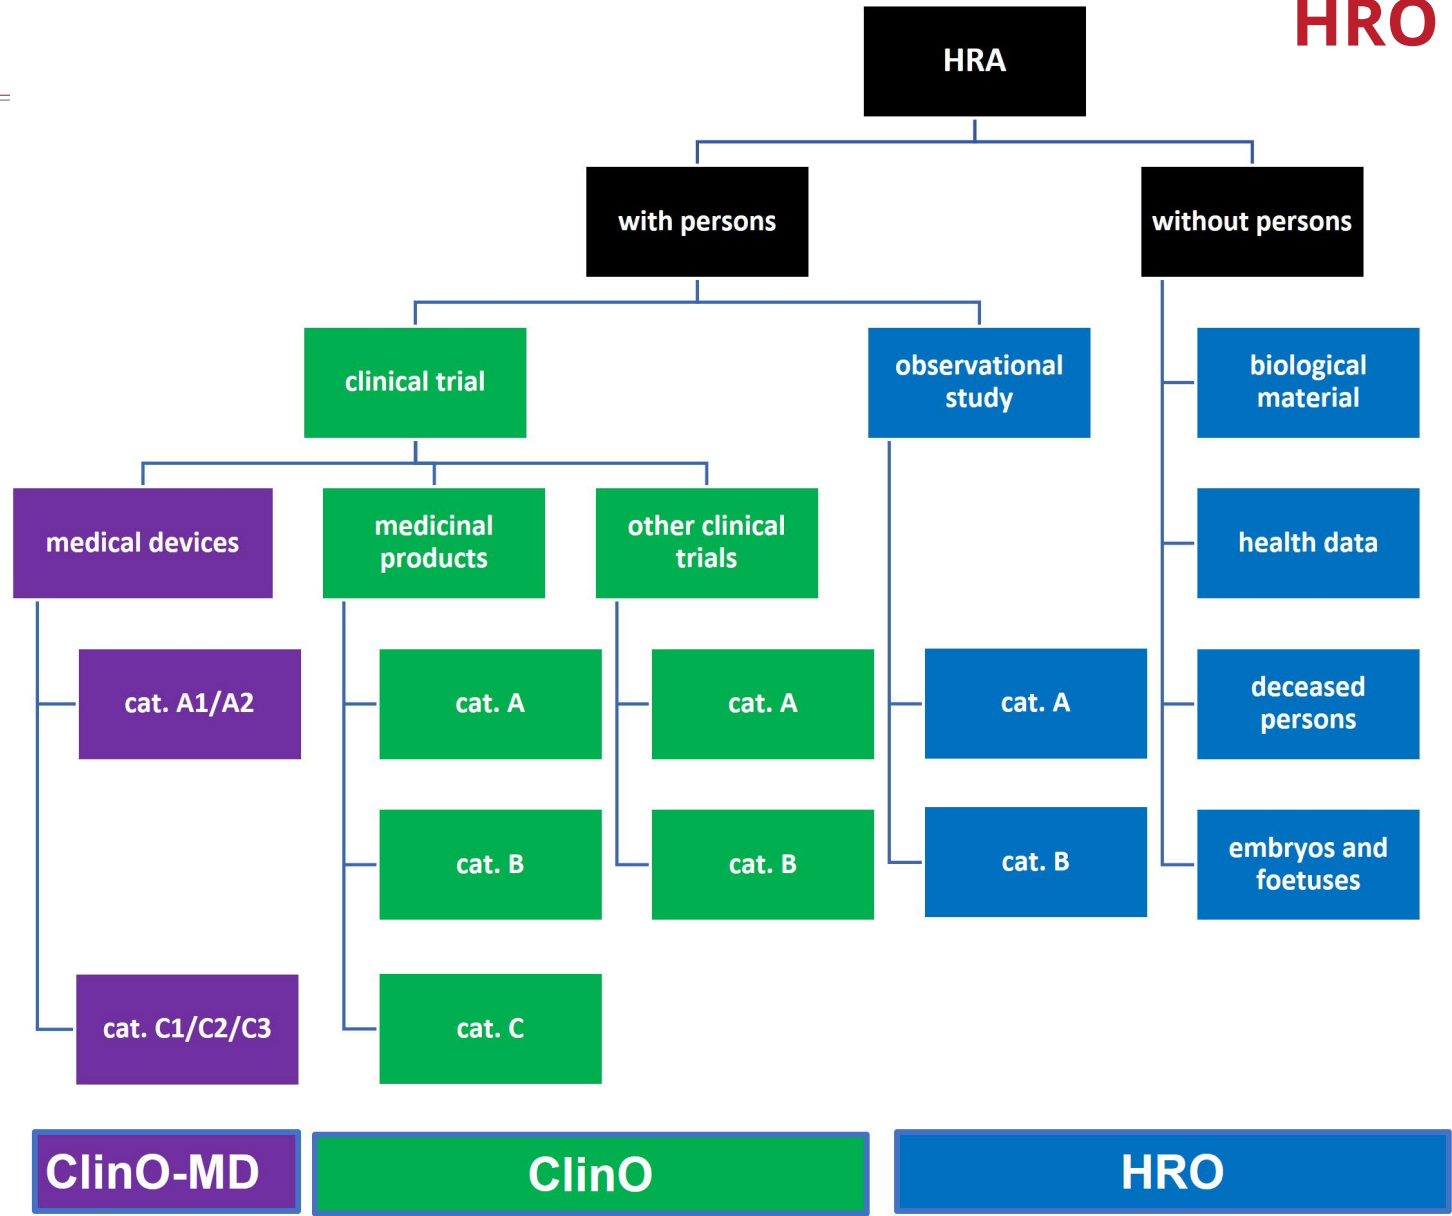 HRO
HRA
with persons
without persons
clinical trial
observational
study
biological
material
medical devices
medicinal
products
other clinical
trials
health data
cat. A1/A2
cat. A
cat. A
cat. A
deceased
persons
cat. B
cat. B
cat. B
embryos and
foetuses
cat. C1/C2/C3
cat. C
ClinO-MD
ClinO
HRO